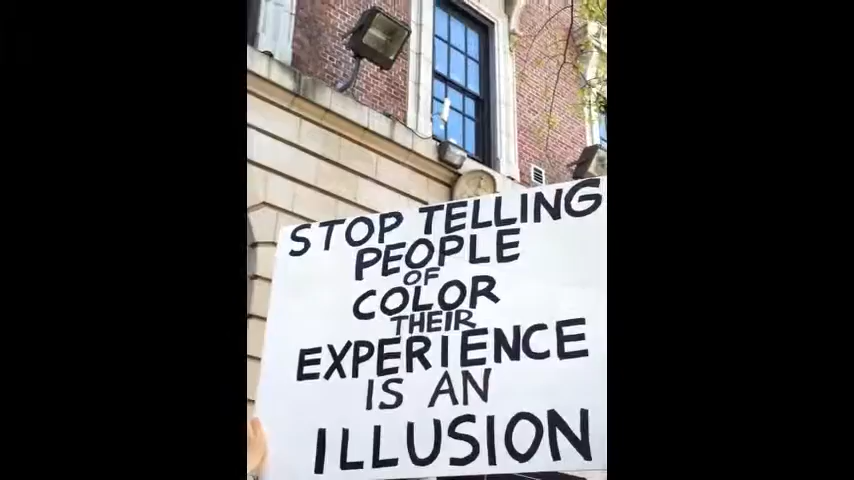 STOP TELLING
PEOPLE
OF
COLOR
THEIR
EXPERIENCE
IS AN
ILLUSION